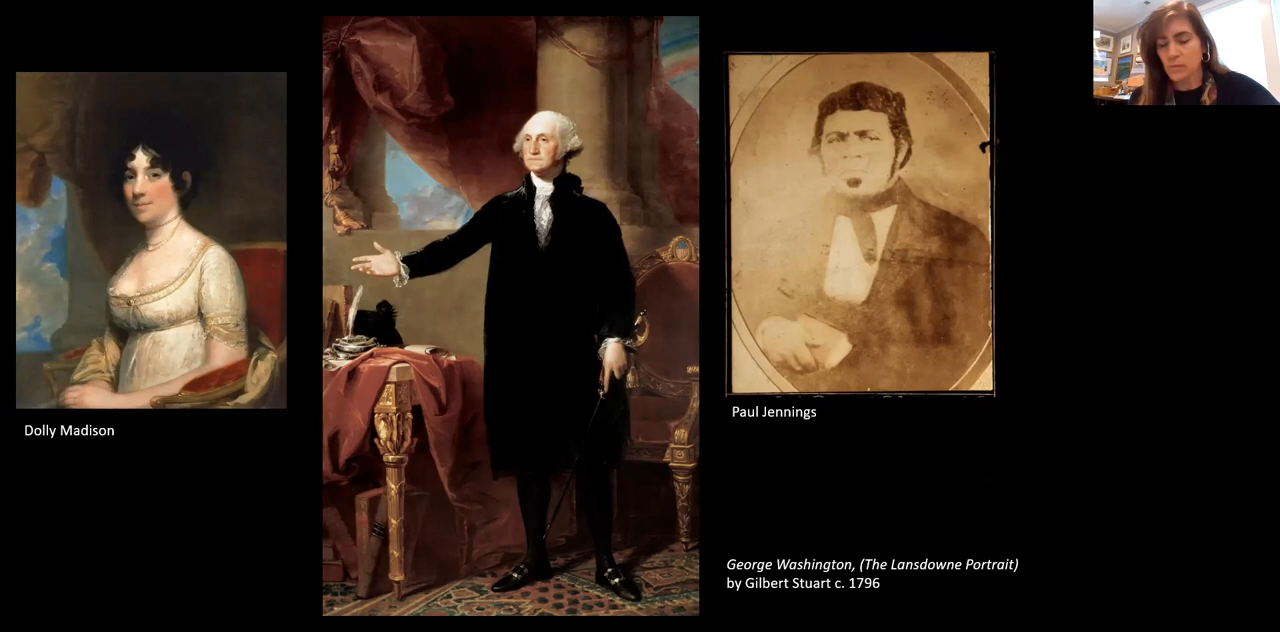 Dolly Madison
Paul Jennings
George Washington, (The Lansdowne Portrait)
by Gilbert Stuart c. 1796